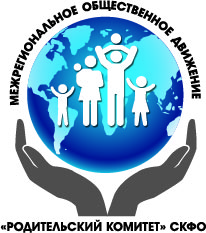 МЕЖРЕГИОНАЛЬНОЕ ОБЩЕСТВЕННОЕ ДВИЖЕНИЕ
«РОДИТЕЛЬСКИЙ КОМИТЕТ» СКФО